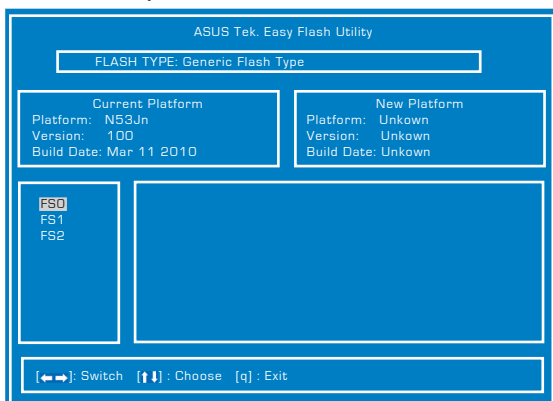 ASUS Tek. Easy Flash Utility
FLASH TYPE: Generic Flash Type
Current Platform
Platform: N53Jn
Version: 100
Build Date: Mar 11 2010
New Platform
Platform: Unkown
Version: Unkown
Build Date: Unkown
FS0
FS1
FS2
[←→]: Switch [↑↓] : Choose [q] : Exit